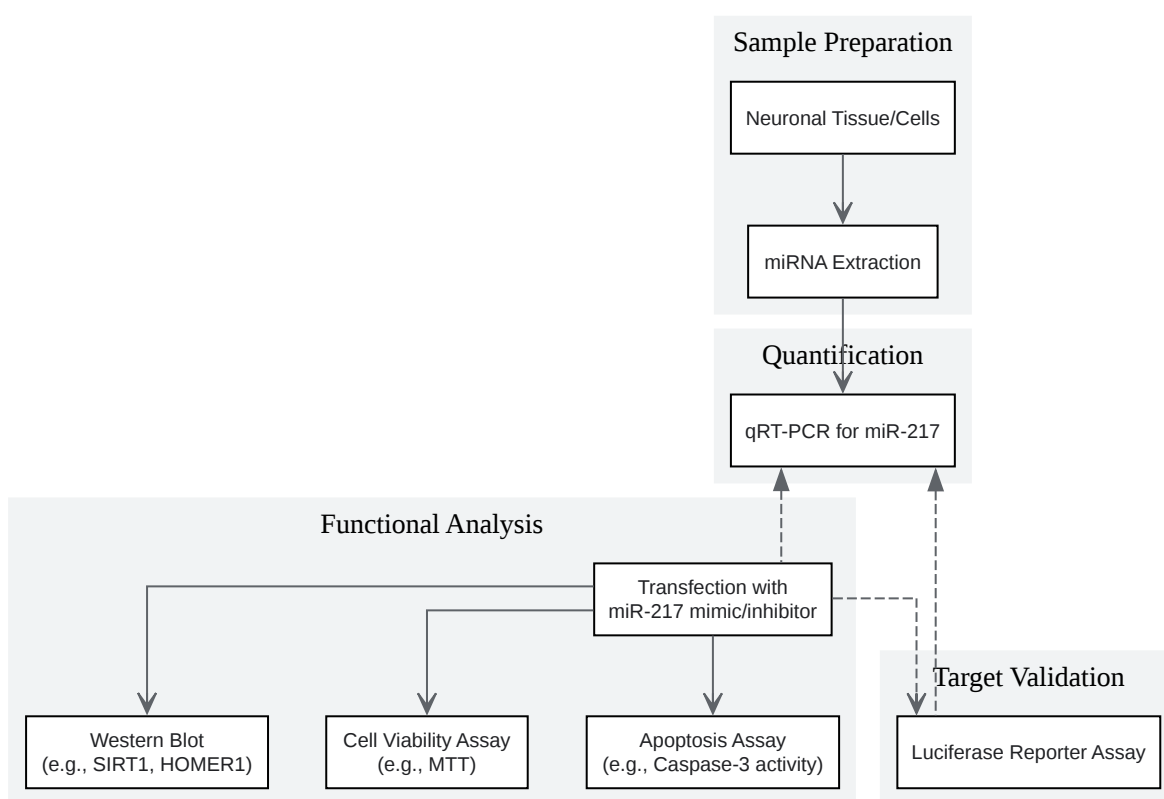 Sample Preparation
Neuronal Tissue/Cells
miRNA Extraction
Quantification
qRT-PCR for miR-217
Functional Analysis
Transfection with
miR-217 mimic/inhibitor
Target Validation
Western Blot
(e.g., SIRT1, HOMER1)
Cell Viability Assay
(e.g., MTT)
Apoptosis Assay
(e.g., Caspase-3 activity)
Luciferase Reporter Assay